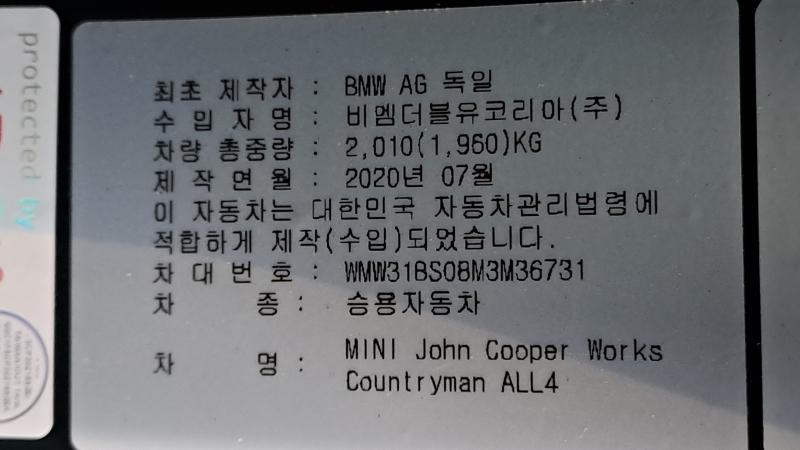 최초 제작자 : BMW AG 독일
수 입 자 명 : 비엠더블유코리아(주)
차량 총중량 : 2,010(1,960)KG
제 작 연 월 : 2020년 07월
이 자동차는 대한민국 자동차관리법령에
적합하게 제작(수입)되었습니다.
차 대 번 호 : WMW31BS08M3M36731
차 종 : 승용자동차
차 명 : MINI John Cooper Works
Countryman ALL4
protected by